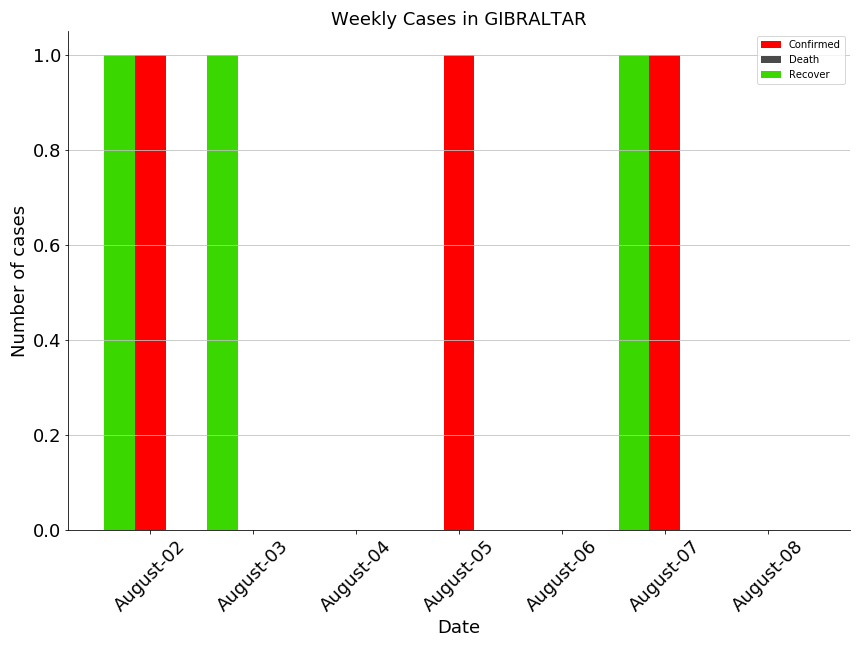 Weekly Cases in GIBRALTAR
Confirmed
Death
Recover
Number of cases
1.0
0.8
0.6
0.4
0.2
0.0
August-02
August-03
August-04
August-05
August-06
August-07
August-08
Date